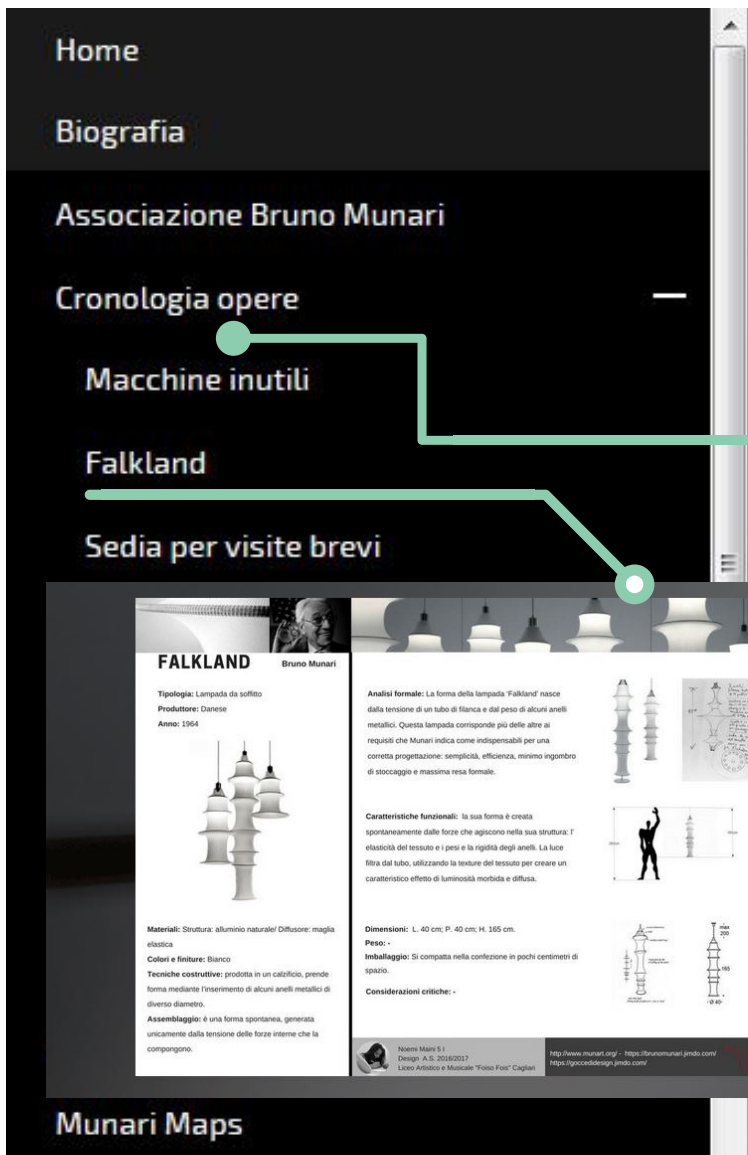 Home
Biografia
Associazione Bruno Munari
Cronologia opere
Macchine inutili
Falkland
Sedia per visite brevi
FALKLAND Bruno Munari
Tipologia: Lampada da soffitto
Produttore: Danese
Anno: 1964
Materiali: Struttura: alluminio naturale/ Diffusore: maglia
elastica
Colori e finiture: Bianco
Tecniche costruttive: prodotta in un calzificio, prende
forma mediante l'inserimento di alcuni anelli metallici di
diverso diametro.
Assemblaggio: è una forma spontanea, generata
unicamente dalla tensione delle forze interne che la
compongono.
Analisi formale: La forma della lampada 'Falkland' nasce
dalla tensione di un tubo di filanca e dal peso di alcuni anelli
metallici. Questa lampada corrisponde più delle altre ai
requisiti che Munari indica come indispensabili per una
corretta progettazione: semplicità, efficienza, minimo ingombro
di stoccaggio e massima resa formale.
Caratteristiche funzionali: la sua forma è creata
spontaneamente dalle forze che agiscono nella sua struttura: l'
elasticità del tessuto e i pesi e la rigidità degli anelli. La luce
filtra dal tubo, utilizzando la texture del tessuto per creare un
caratteristico effetto di luminosità morbida e diffusa.
Dimensioni: L. 40 cm; P. 40 cm; H. 165 cm.
Peso: -
Imballaggio: Si compatta nella confezione in pochi centimetri di
spazio.
Considerazioni critiche: -
max
200
165
Ø 40
Noemi Maini 5 I
Design A.S. 2016/2017
Liceo Artistico e Musicale "Foiso Fois" Cagliari
http://www.munart.org/ - https://brunomunari.jimdo.com/
https://goccedidesign.jimdo.com/
Munari Maps